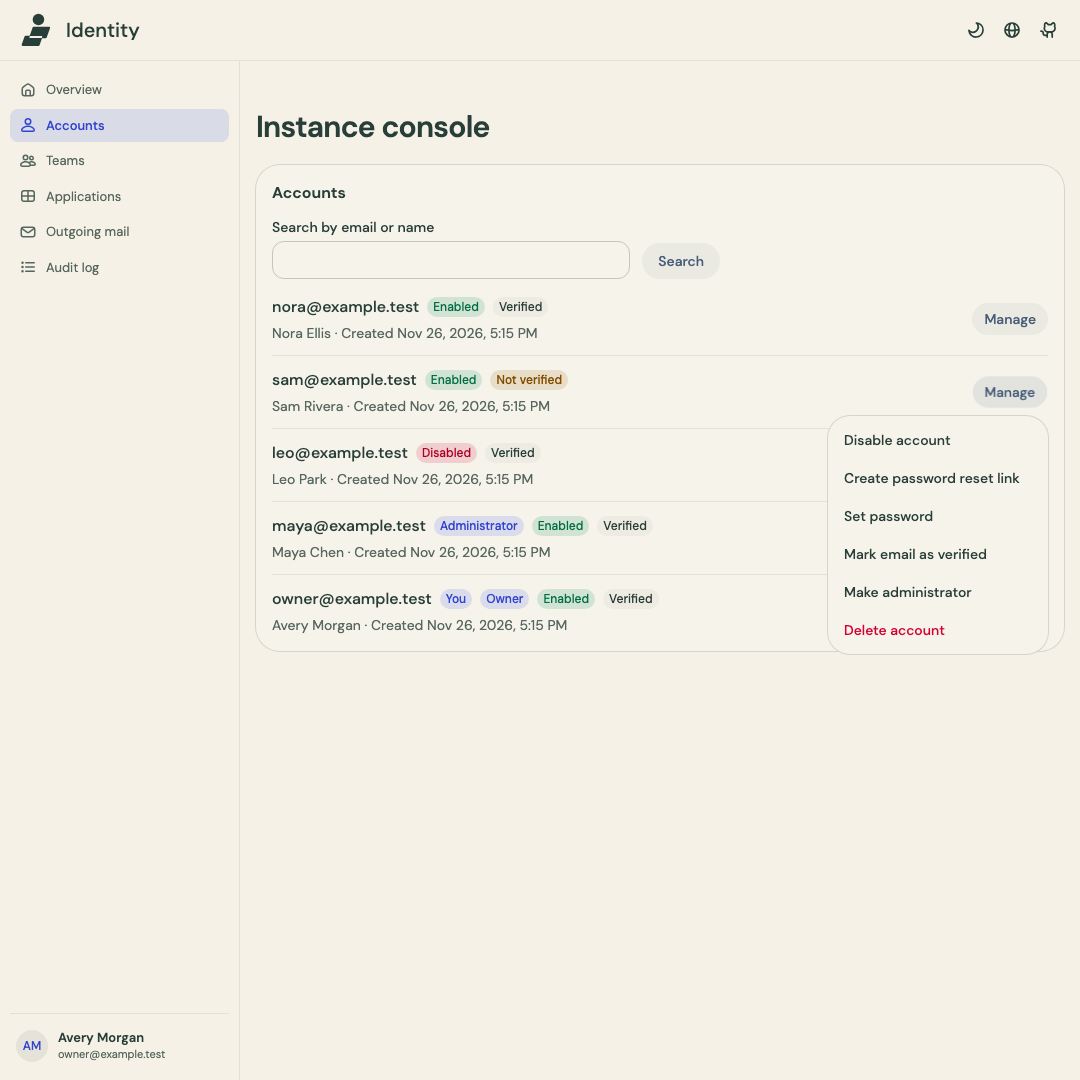 Identity
Overview
Accounts
Teams
Applications
Outgoing mail
Audit log
Instance console
Accounts
Search by email or name
Search
nora@example.test Enabled Verified
Nora Ellis · Created Nov 26, 2026, 5:15 PM
Manage
sam@example.test Enabled Not verified
Sam Rivera · Created Nov 26, 2026, 5:15 PM
Manage
Disable account
Create password reset link
Set password
Mark email as verified
Make administrator
Delete account
leo@example.test Disabled Verified
Leo Park · Created Nov 26, 2026, 5:15 PM
maya@example.test Administrator Enabled Verified
Maya Chen · Created Nov 26, 2026, 5:15 PM
owner@example.test You Owner Enabled Verified
Avery Morgan · Created Nov 26, 2026, 5:15 PM
AM
Avery Morgan
owner@example.test